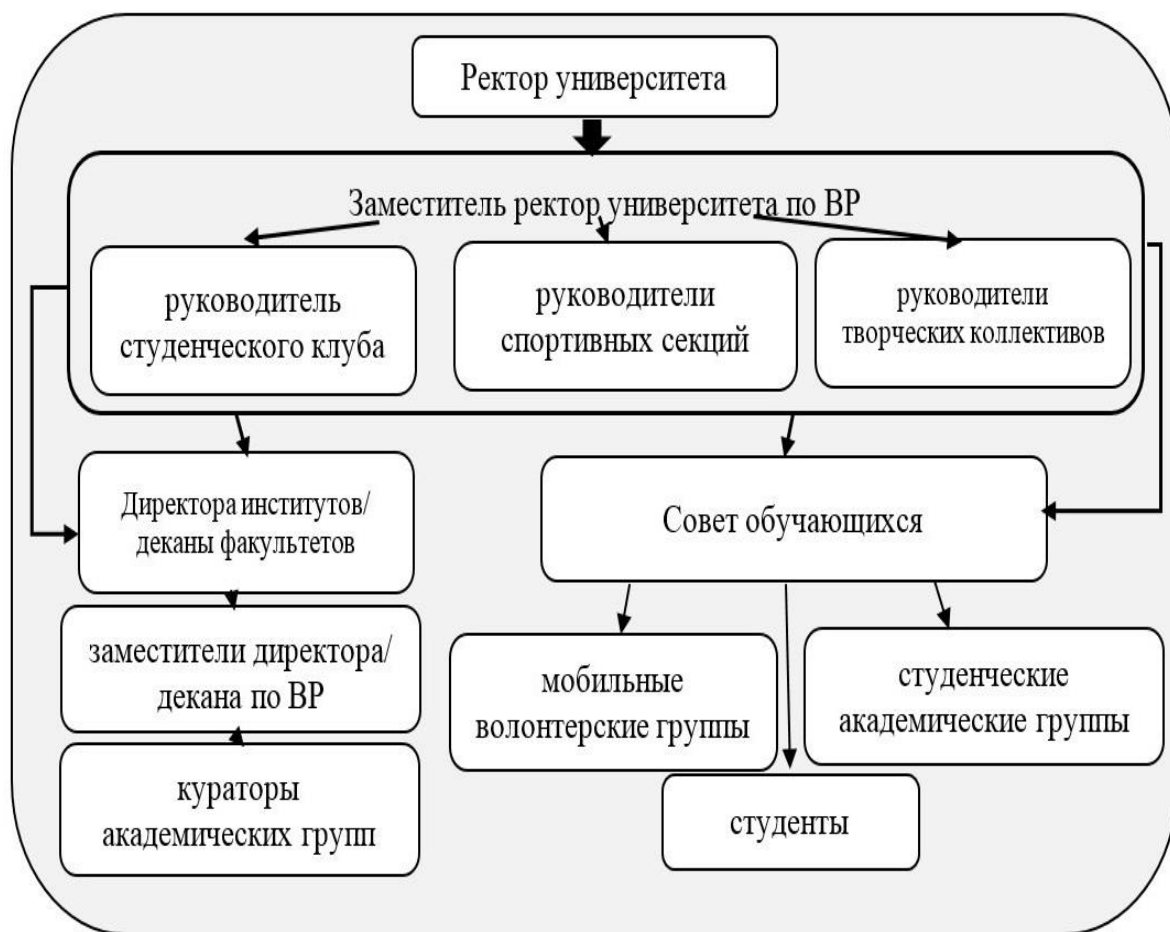 Ректор университета
Заместитель ректор университета по ВР
руководитель
студенческого клуба
руководители
спортивных секций
руководители
творческих коллективов
Директора институтов/
деканы факультетов
Совет обучающихся
заместители директора/
декана по ВР
мобильные
волонтерские группы
студенческие
академические группы
кураторы
академических групп
студенты